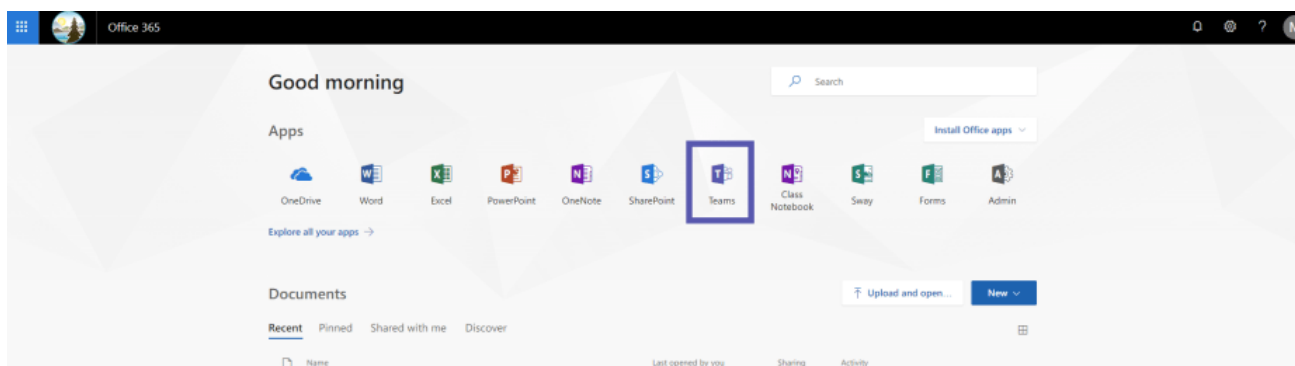 Office 365
?
N
Good morning
Search
Apps
Install Office apps
OneDrive
Word
Excel
PowerPoint
OneNote
SharePoint
Teams
Class
Notebook
Sway
Forms
Admin
Explore all your apps →
Documents
Upload and open...
New
Recent Pinned Shared with me Discover
Name Last opened by you Sharing Activity